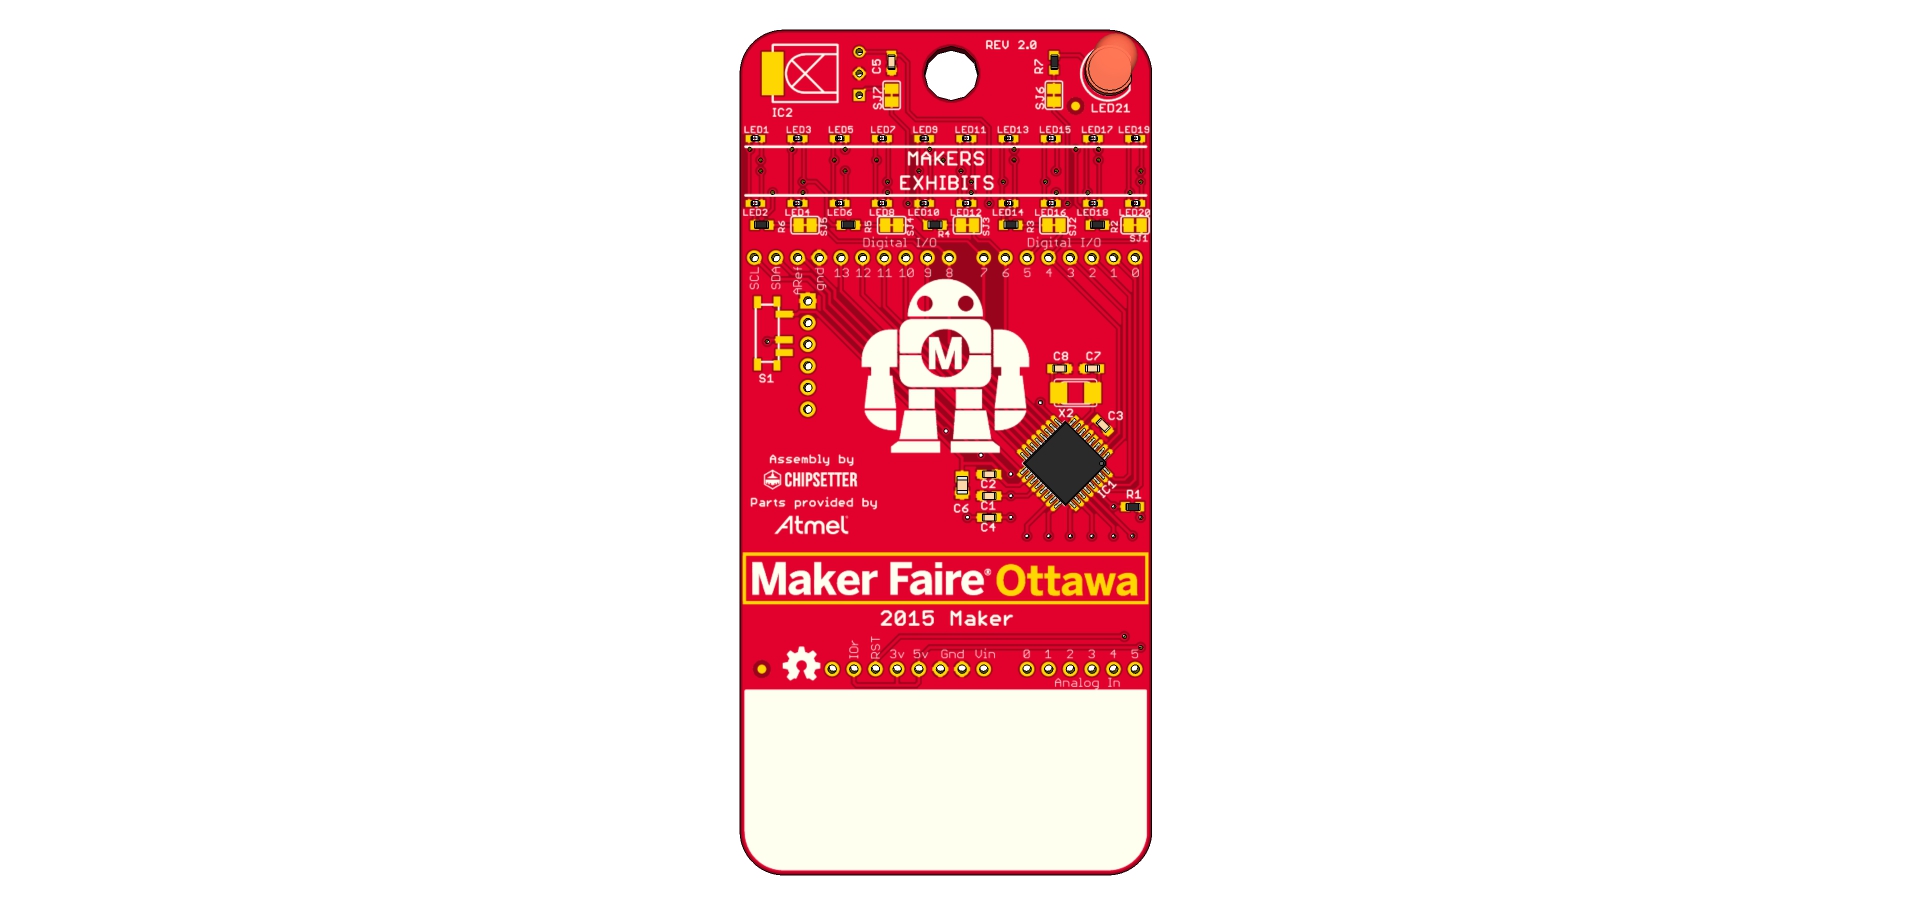 REV 2.0
C5
R7
SJ7
SJ6
IC2
LED21
LED1 LED3 LED5 LED7 LED9 LED11 LED13 LED15 LED17 LED19
MAKERS
EXHIBITS
LED2 LED4 LED6 LED8 LED10 LED12 LED14 LED16 LED18 LED20
R6 SJ5 R5 SJ4 R4 SJ3 R3 SJ2 R2 SJ1
Digital I/O Digital I/O
SCL SDA ARef gnd 13 12 11 10 9 8 7 6 5 4 3 2 1 0
M
S1
C8 C7
X2 C3
Assembly by
CHIPSETTER
Parts provided by
Atmel
C2
C6 C1
C4
IC1
R1
Maker Faire® Ottawa
2015 Maker
IOr RST 3v 5v Gnd Vin 0 1 2 3 4 5
Analog In